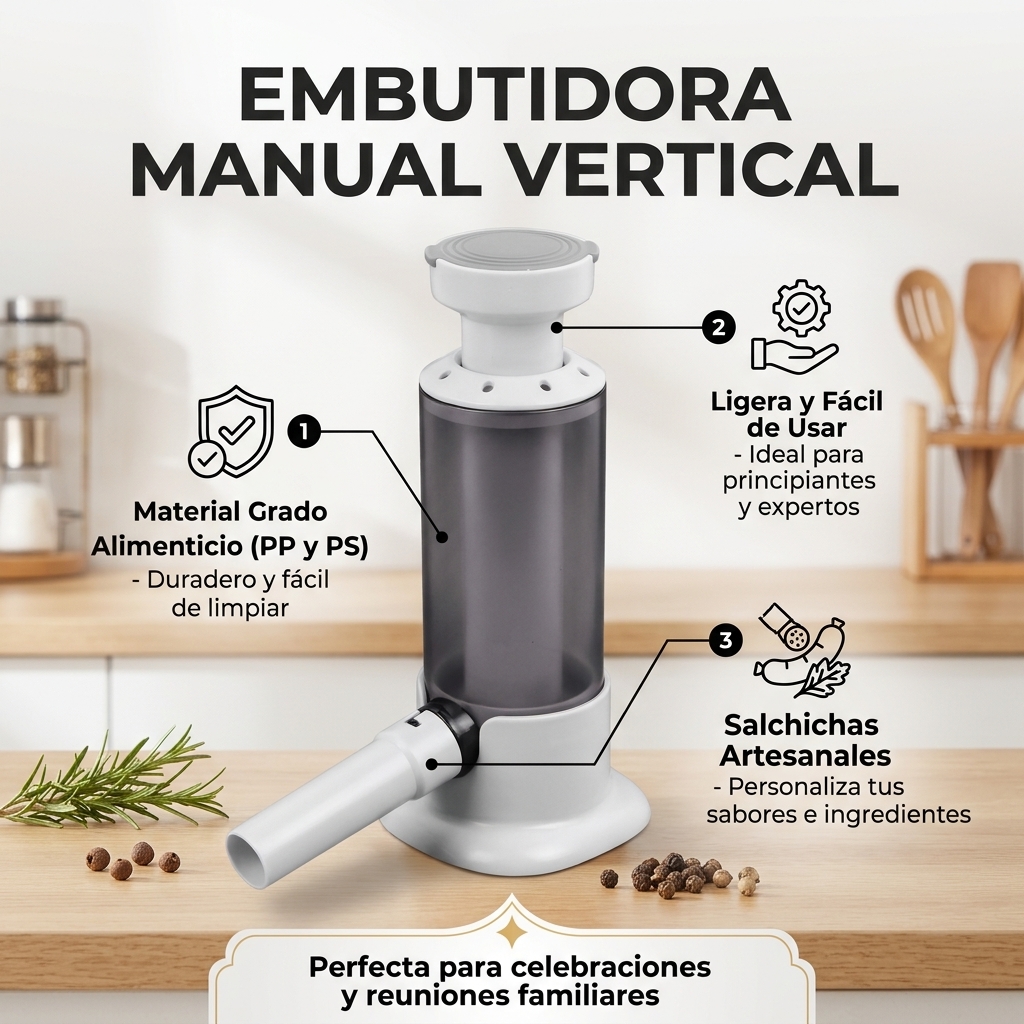 EMBUTIDORA
MANUAL VERTICAL
1
Material Grado
Alimenticio (PP y PS)
- Duradero y fácil
de limpiar
2
Ligera y Fácil
de Usar
- Ideal para
principiantes
y expertos
3
Salchichas
Artesanales
- Personaliza tus
sabores e ingredientes
Perfecta para celebraciones
y reuniones familiares